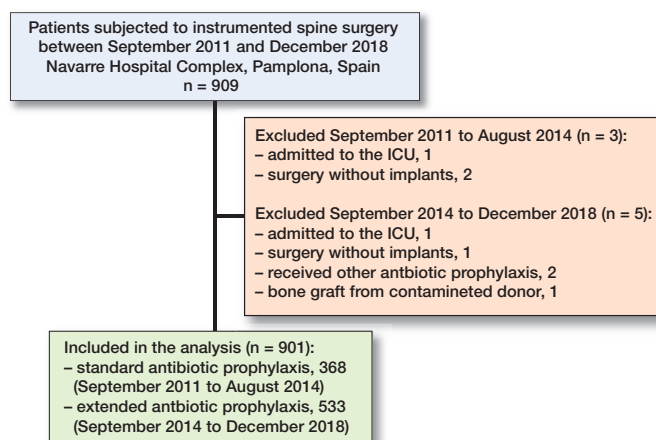 Patients subjected to instrumented spine surgery
between September 2011 and December 2018
Navarre Hospital Complex, Pamplona, Spain
n = 909
Excluded September 2011 to August 2014 (n = 3):
– admitted to the ICU, 1
– surgery without implants, 2
Excluded September 2014 to December 2018 (n = 5):
– admitted to the ICU, 1
– surgery without implants, 1
– received other antbiotic prophylaxis, 2
– bone graft from contamineted donor, 1
Included in the analysis (n = 901):
– standard antibiotic prophylaxis, 368
(September 2011 to August 2014)
– extended antbiotic prophylaxis, 533
(September 2014 to December 2018)